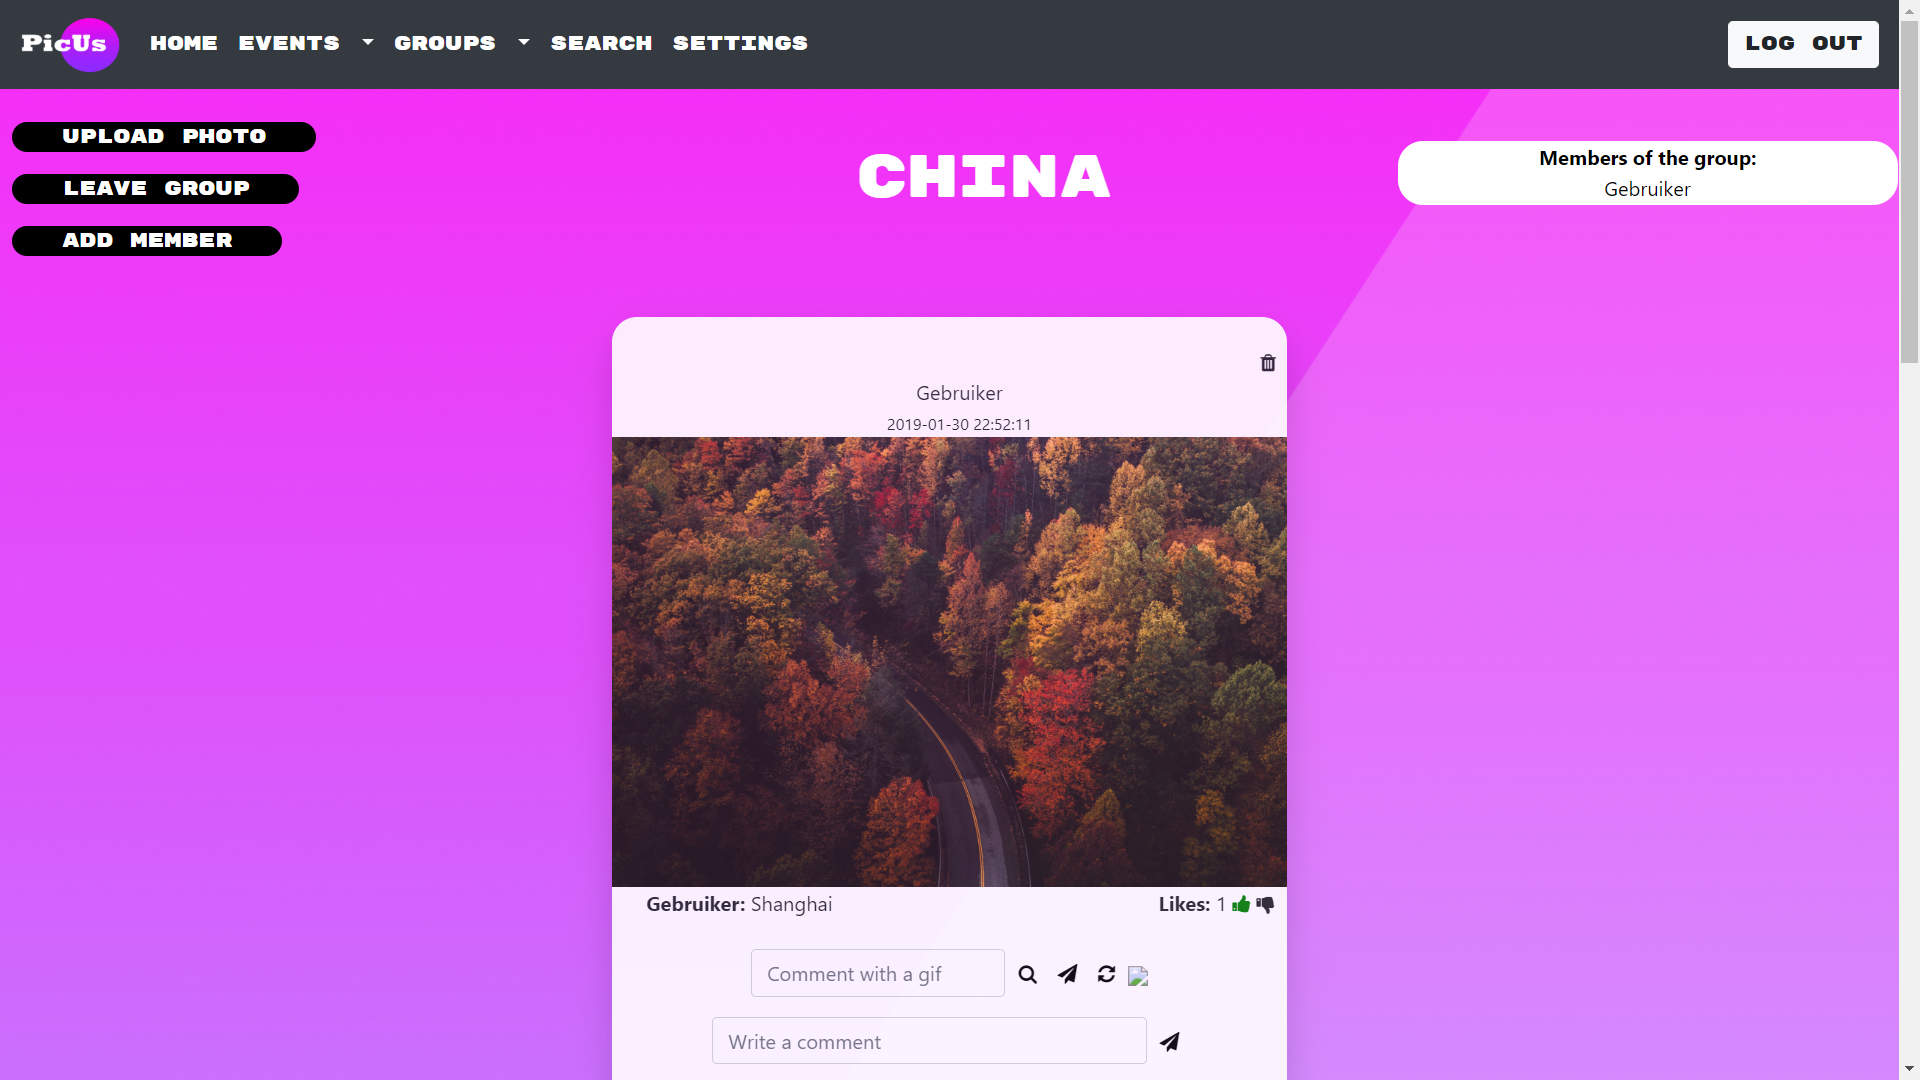 PicUs HOME EVENTS GROUPS SEARCH SETTINGS LOG OUT
UPLOAD PHOTO
LEAVE GROUP
ADD MEMBER
CHINA
Members of the group:
Gebruiker
Gebruiker
2019-01-30 22:52:11
Gebruiker: Shanghai Likes: 1
Comment with a gif
Write a comment